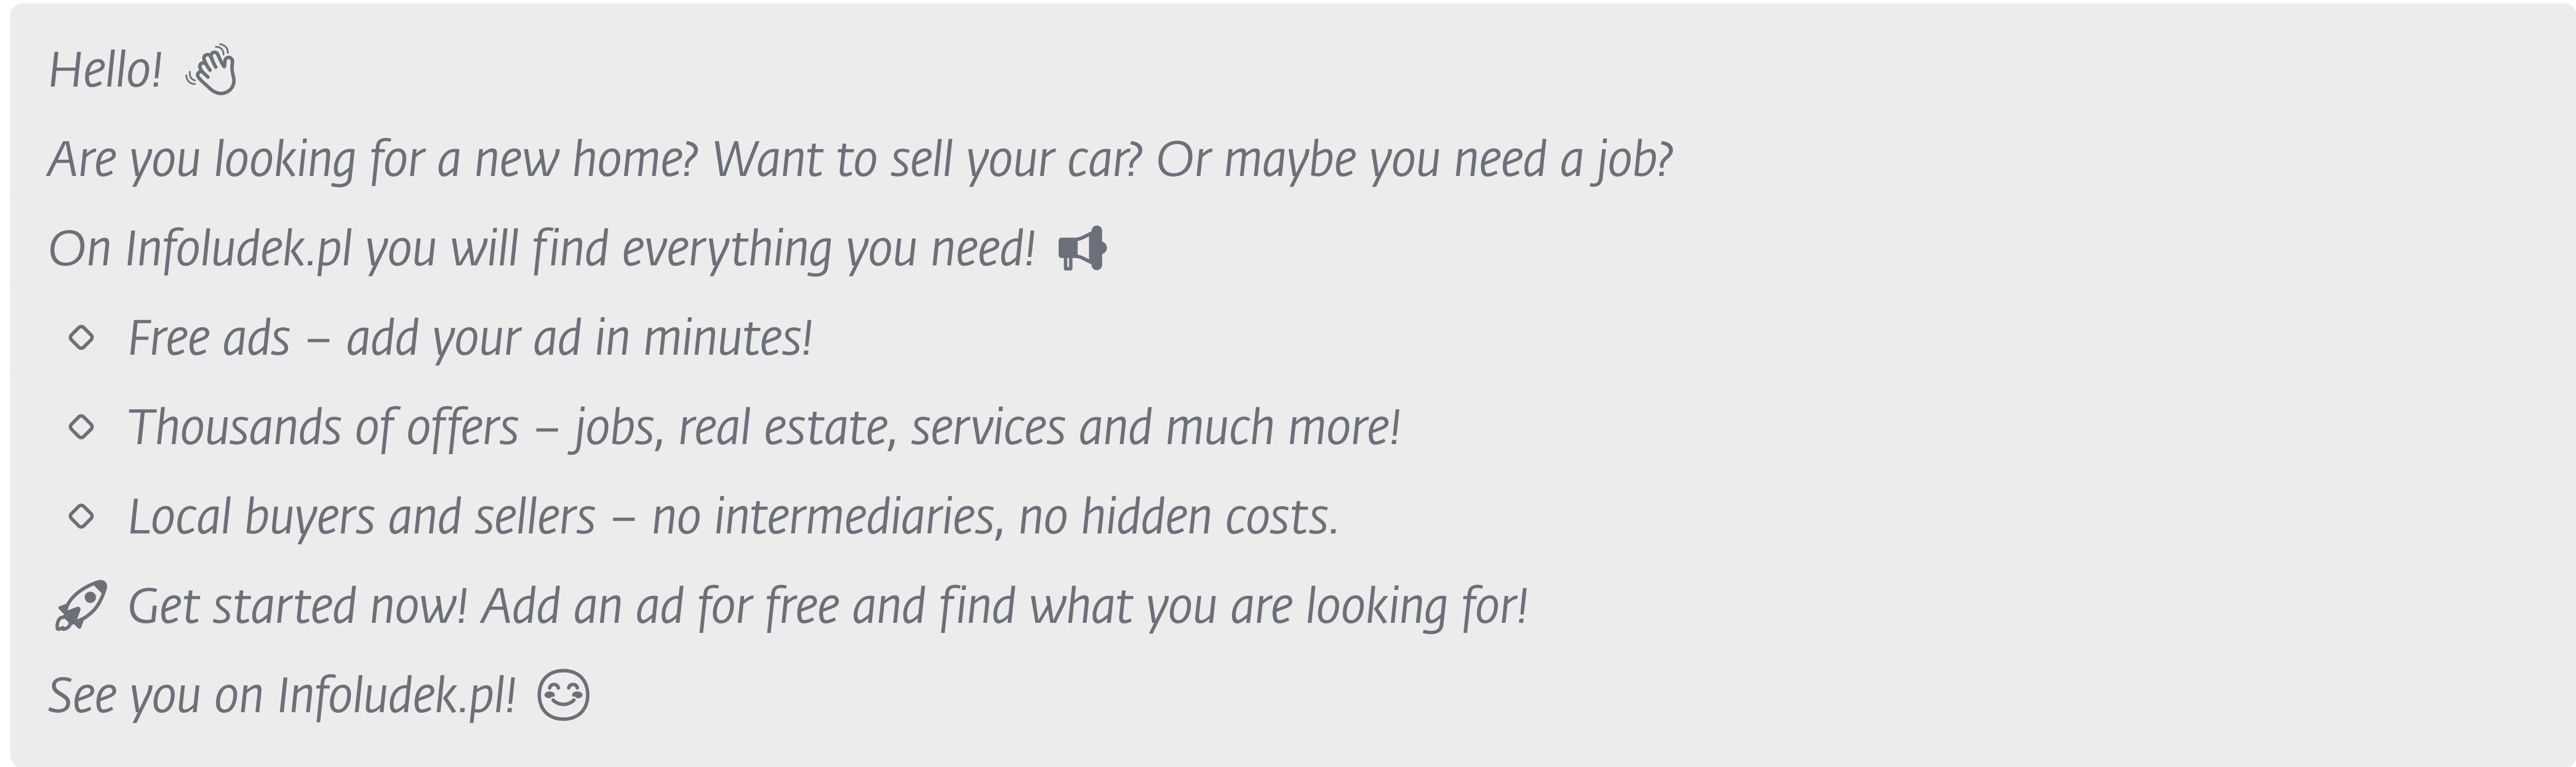 Hello! 👋
Are you looking for a new home? Want to sell your car? Or maybe you need a job?
On Infoludek.pl you will find everything you need! 📢
🔹 Free ads – add your ad in minutes!
🔹 Thousands of offers – jobs, real estate, services and much more!
🔹 Local buyers and sellers – no intermediaries, no hidden costs.
🚀 Get started now! Add an ad for free and find what you are looking for!
See you on Infoludek.pl! 😊